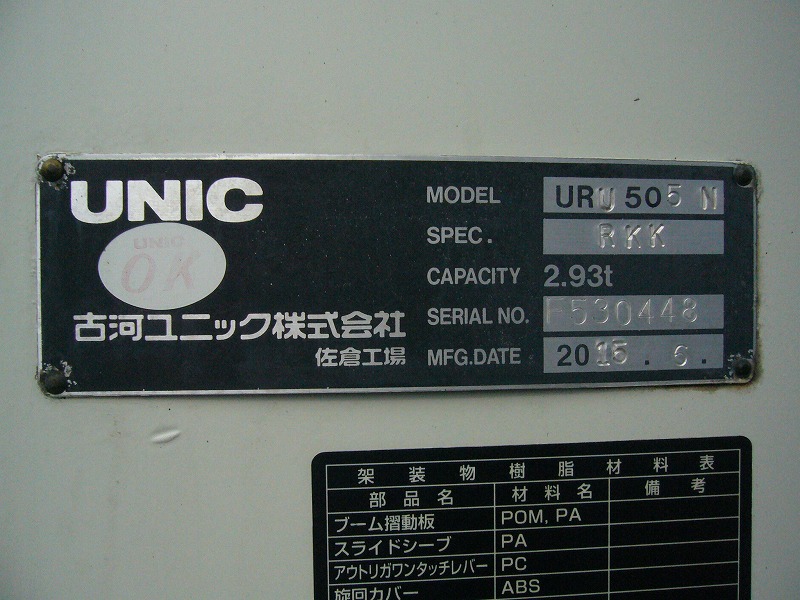 UNIC
UNIC
OK
古河ユニック株式会社
佐倉工場
MODEL URU505N
SPEC. RKK
CAPACITY 2.93t
SERIAL NO. F530448
MFG.DATE 2015.6.
架装物樹脂材料表
部品名 材料名 備考
ブーム摺動板 POM, PA
スライドシーブ PA
アウトリガワンタッチレバー PC
旋回カバー ABS